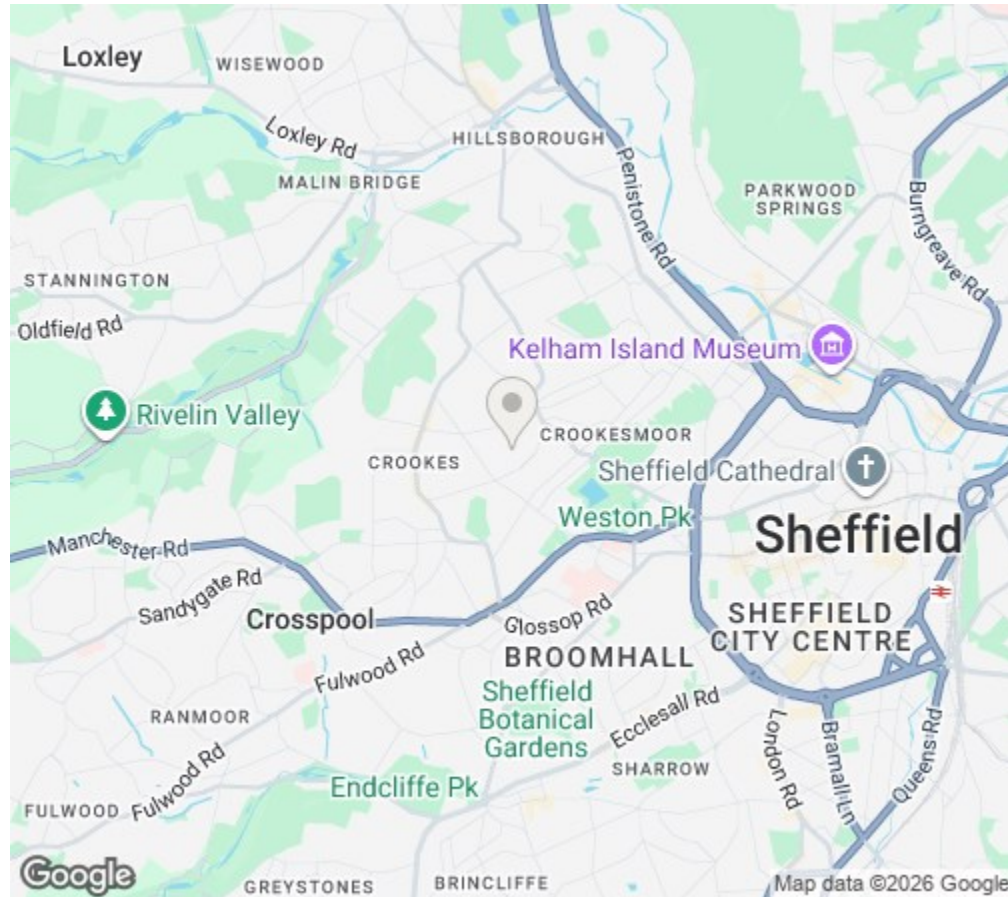 Loxley
WISEWOOD
Loxley Rd
HILLSBOROUGH
MALIN BRIDGE
Penistone Rd
PARKWOOD
SPRINGS
Burngreave Rd
STANNINGTON
Oldfield Rd
Kelham Island Museum
Rivelin Valley
CROOKESMOOR
CROOKES
Sheffield Cathedral
Weston Pk
Manchester Rd
Sheffield
Sandygate Rd
Crosspool
Glossop Rd
SHEFFIELD
CITY CENTRE
Fulwood Rd
BROOMHALL
Sheffield
Botanical
Gardens
Ecclesall Rd
RANMOOR
London Rd
Bramall Ln
Queens Rd
Fulwood Rd
SHARROW
Endcliffe Pk
FULWOOD
Google
GREYSTONES
BRINCLIFFE
Map data ©2026 Google